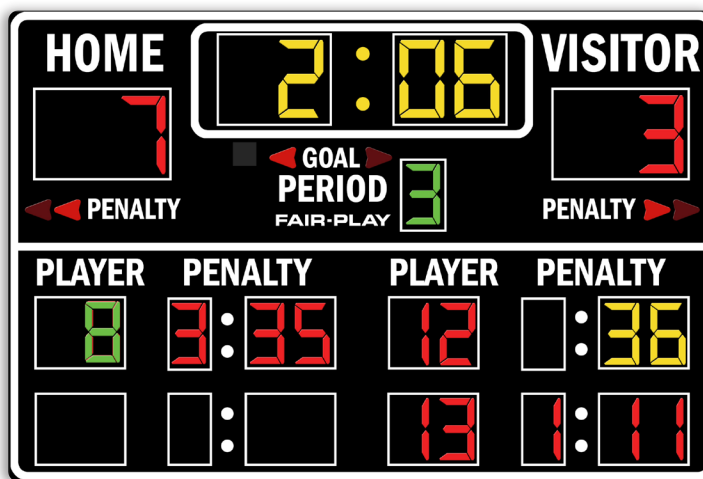 HOME 2:06 VISITOR
7 3
GOAL
PERIOD 3
FAIR-PLAY
PENALTY PENALTY
PLAYER PENALTY PLAYER PENALTY
8 3:35 12 :36
: 13 1:11